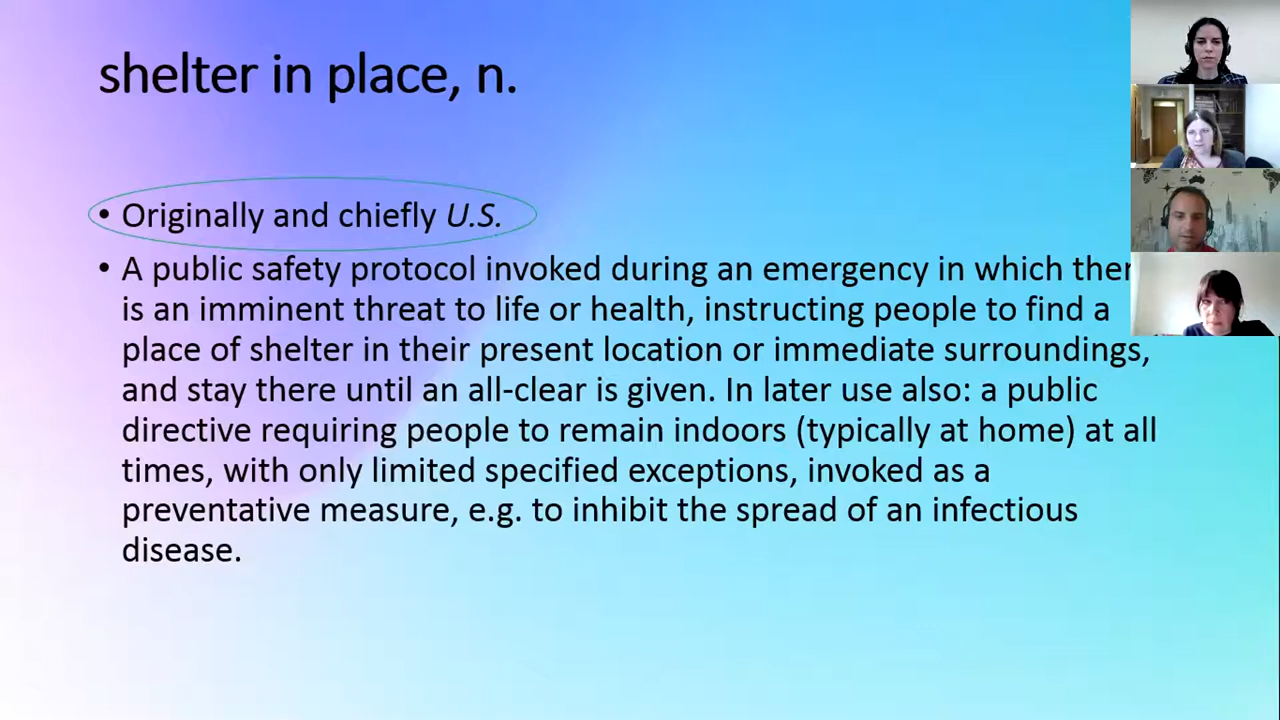 shelter in place, n.
• Originally and chiefly U.S.
• A public safety protocol invoked during an emergency in which
is an imminent threat to life or health, instructing people to find a
place of shelter in their present location or immediate surroundings,
and stay there until an all-clear is given. In later use also: a public
directive requiring people to remain indoors (typically at home) at all
times, with only limited specified exceptions, invoked as a
preventative measure, e.g. to inhibit the spread of an infectious
disease.